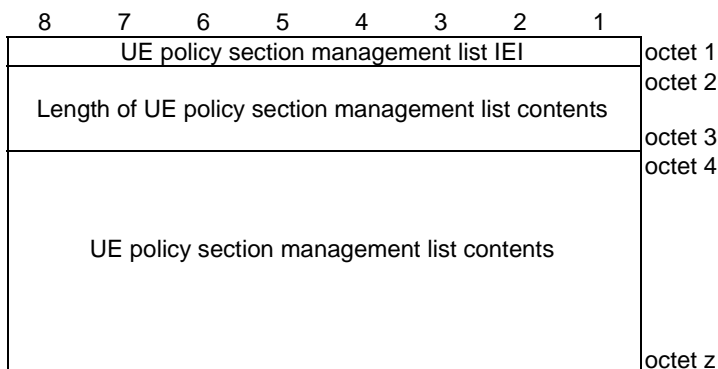 8 7 6 5 4 3 2 1
UE policy section management list IEI octet 1
octet 2
Length of UE policy section management list contents
octet 3
octet 4
UE policy section management list contents
octet z